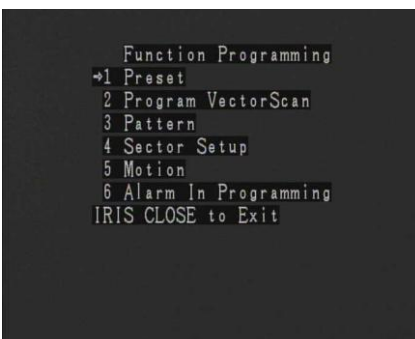 Function Programming
⇒1 Preset
2 Program VectorScan
3 Pattern
4 Sector Setup
5 Motion
6 Alarm In Programming
IRIS CLOSE to Exit